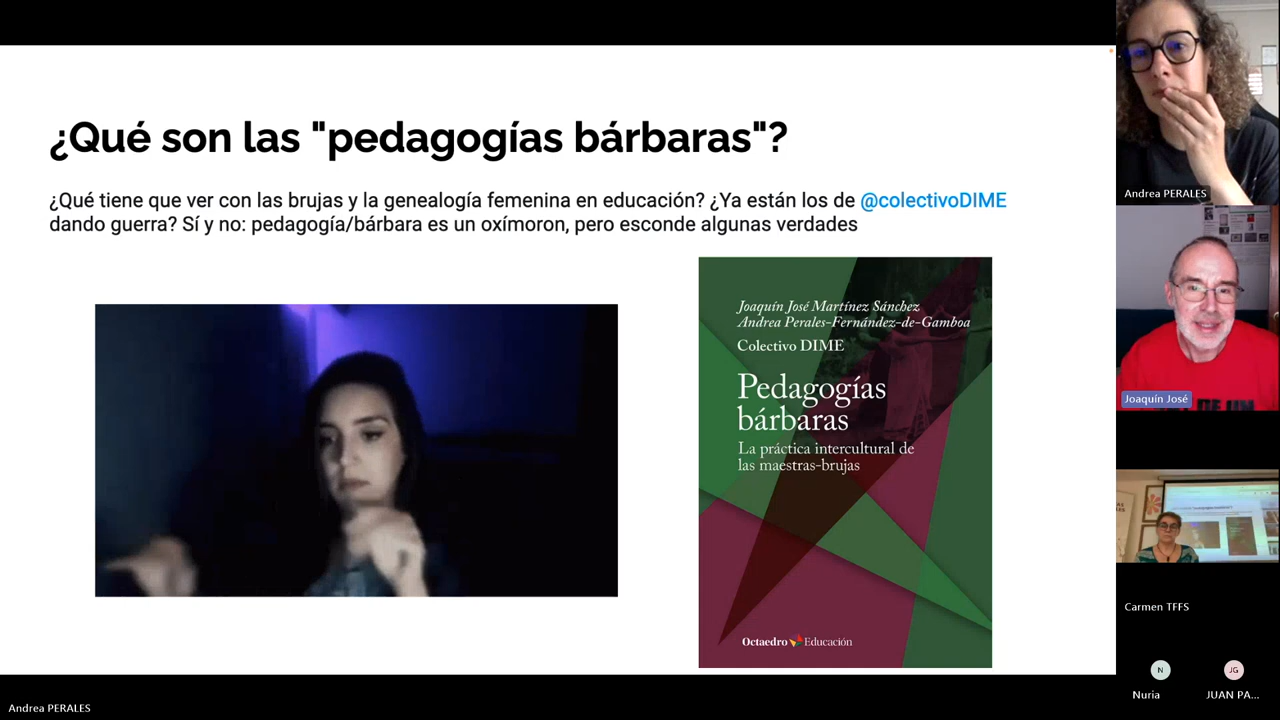 ¿Qué son las "pedagogías bárbaras"?
¿Qué tiene que ver con las brujas y la genealogía femenina en educación? ¿Ya están los de @colectivoDIME
dando guerra? Sí y no: pedagogía/bárbara es un oxímoron, pero esconde algunas verdades
Joaquín José Martínez Sánchez
Andrea Perales-Fernández-de-Gamboa
Colectivo DIME
Pedagogías
bárbaras
La práctica intercultural de
las maestras-brujas
Octaedro Educación
Andrea PERALES
Joaquín José
Carmen TFFS
N
JG
Nuria
JUAN PA...
Andrea PERALES